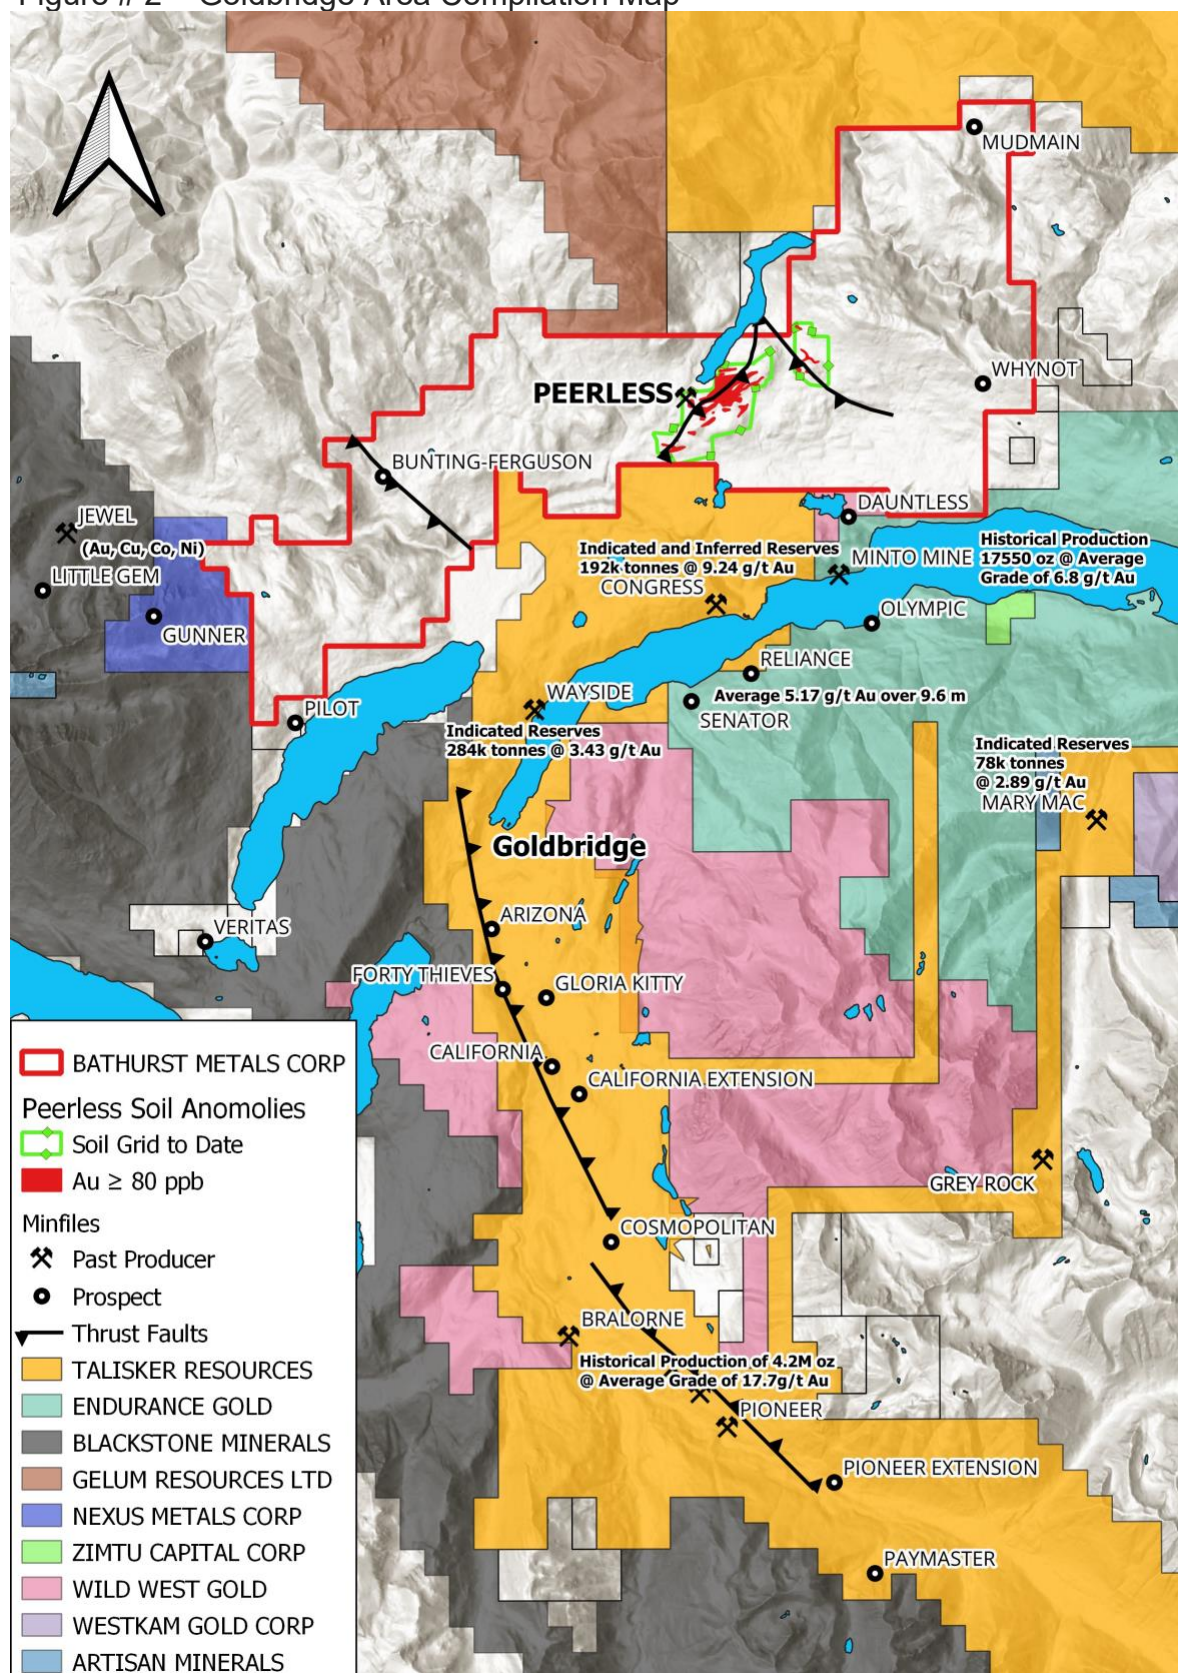 Figure # 2 – Goldbridge Area Compilation Map
MUDMAIN
WHYNOT
PEERLESS
BUNTING-FERGUSON
DAUNTLESS
JEWEL
(Au, Cu, Co, Ni)
LITTLE GEM
GUNNER
Indicated and Inferred Reserves
192k tonnes @ 9.24 g/t Au
CONGRESS
MINTO MINE
Historical Production
17550 oz @ Average
Grade of 6.8 g/t Au
OLYMPIC
RELIANCE
Average 5.17 g/t Au over 9.6 m
SENATOR
WAYSIDE
PILOT
Indicated Reserves
284k tonnes @ 3.43 g/t Au
Indicated Reserves
78k tonnes
@ 2.89 g/t Au
MARY MAC
Goldbridge
ARIZONA
VERITAS
FORTY THIEVES
GLORIA KITTY
CALIFORNIA
CALIFORNIA EXTENSION
GREY ROCK
COSMOPOLITAN
BRALORNE
Historical Production of 4.2M oz
@ Average Grade of 17.7g/t Au
PIONEER
PIONEER EXTENSION
PAYMASTER
BATHURST METALS CORP
Peerless Soil Anomolies
Soil Grid to Date
Au ≥ 80 ppb
Minfiles
Past Producer
Prospect
Thrust Faults
TALISKER RESOURCES
ENDURANCE GOLD
BLACKSTONE MINERALS
GELUM RESOURCES LTD
NEXUS METALS CORP
ZIMTU CAPITAL CORP
WILD WEST GOLD
WESTKAM GOLD CORP
ARTISAN MINERALS